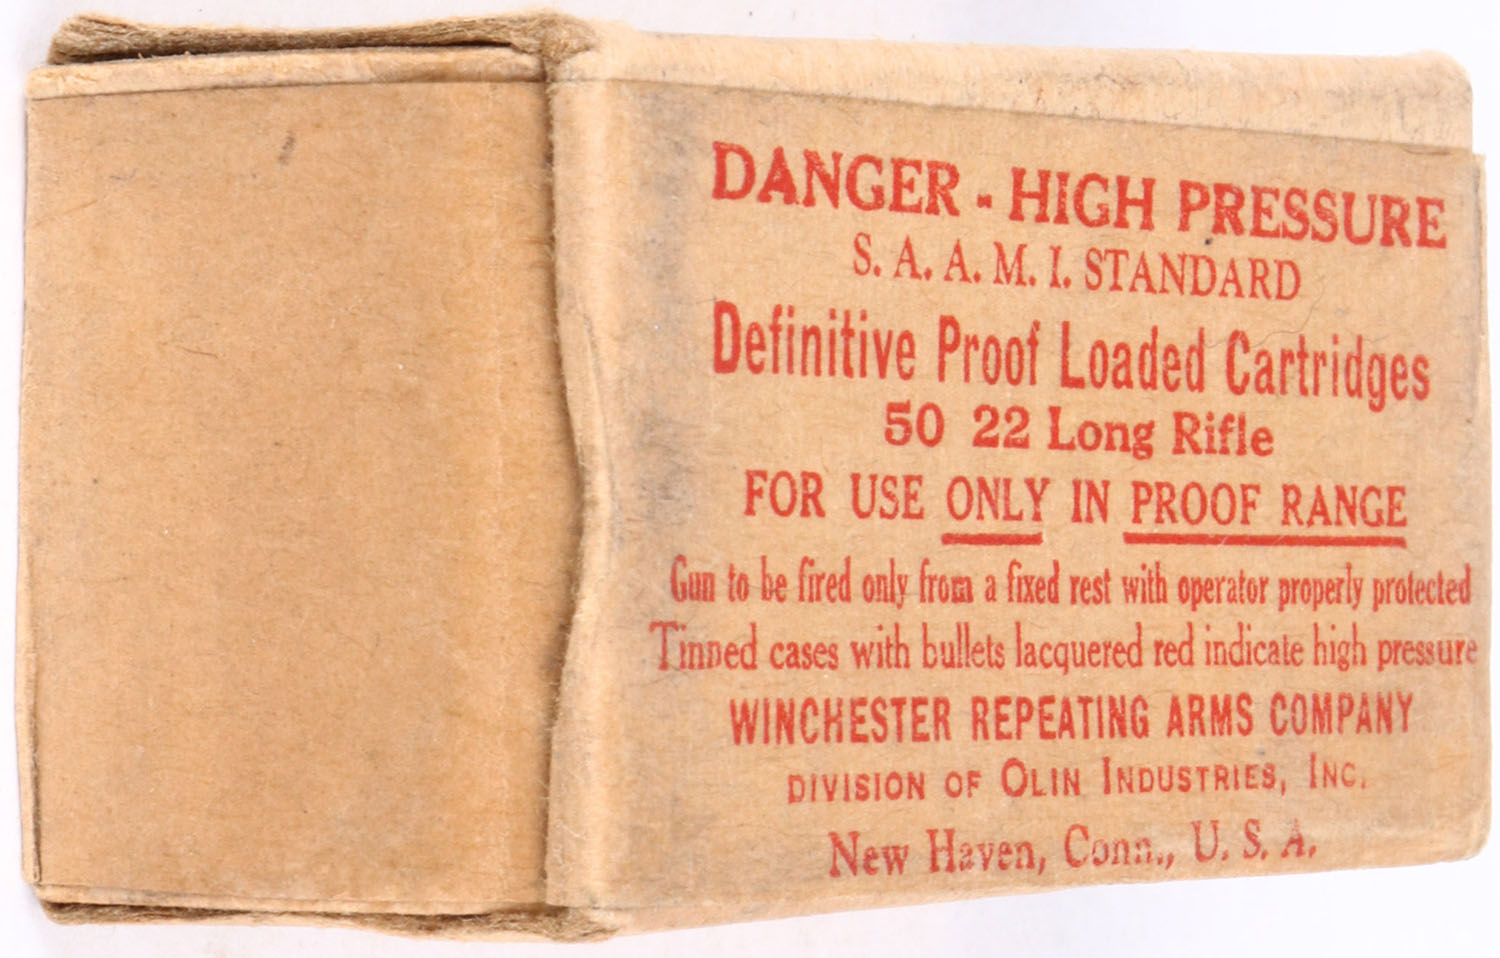 DANGER - HIGH PRESSURE
S. A. A. M. I. STANDARD
Definitive Proof Loaded Cartridges
50 22 Long Rifle
FOR USE ONLY IN PROOF RANGE
Gun to be fired only from a fixed rest with operator properly protected
Tinned cases with bullets lacquered red indicate high pressure
WINCHESTER REPEATING ARMS COMPANY
DIVISION OF OLIN INDUSTRIES, INC.
New Haven, Conn., U. S. A.